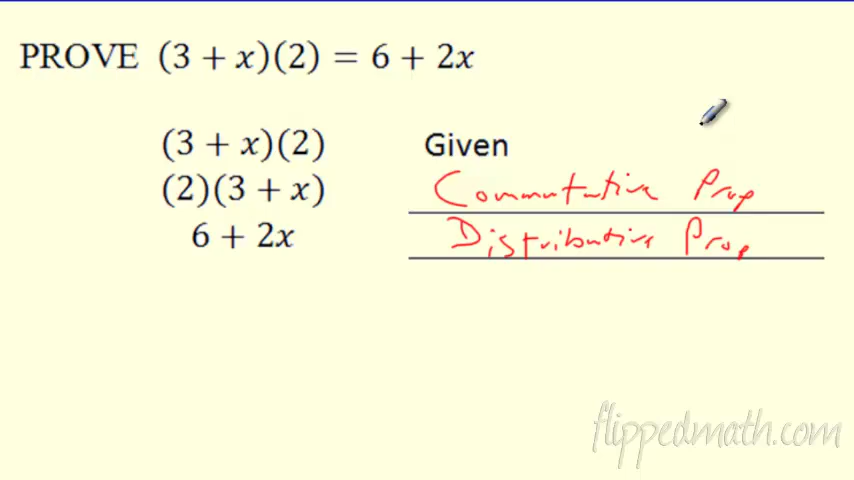 PROVE (3 + x)(2) = 6 + 2x
(3 + x)(2) Given
(2)(3 + x) Commutative Prop
6 + 2x Distributive Prop
flippedmath.com